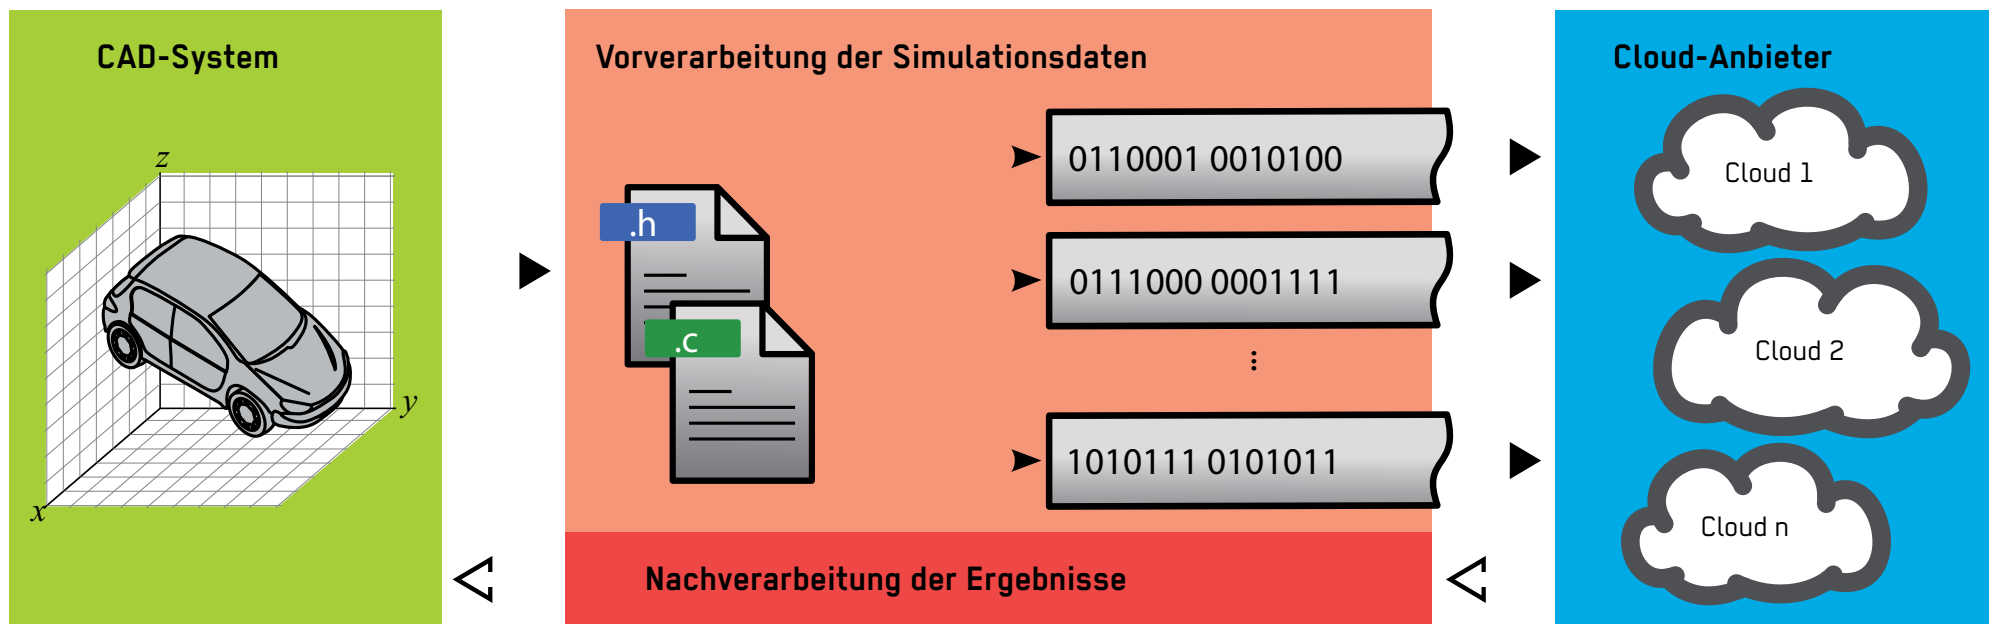 CAD-System
z
y
x
Vorverarbeitung der Simulationsdaten
.h
.c
0110001 0010100
0111000 0001111
⋮
1010111 0101011
Nachverarbeitung der Ergebnisse
Cloud-Anbieter
Cloud 1
Cloud 2
Cloud n